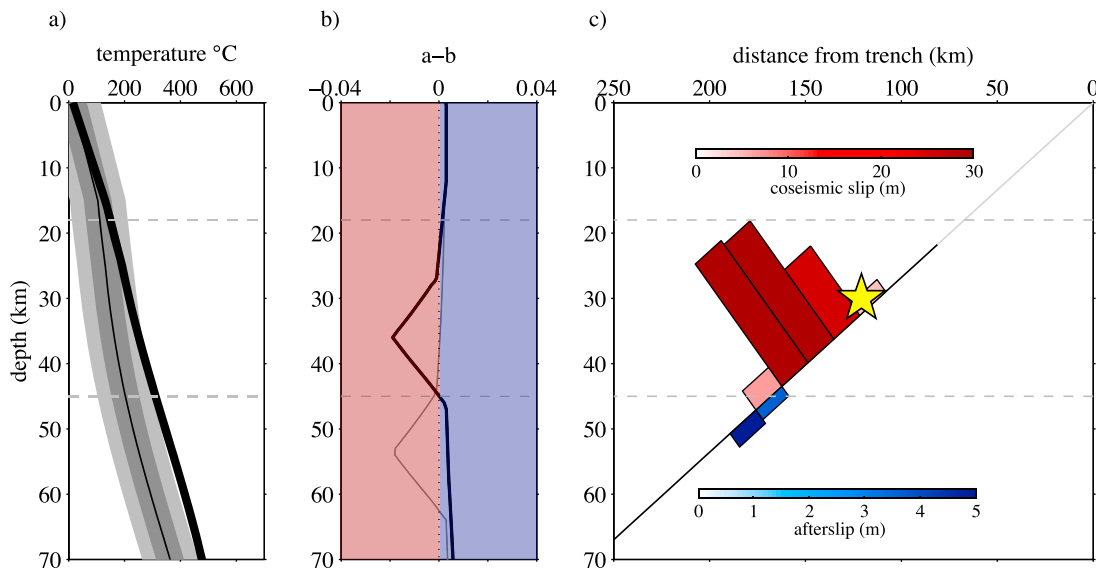 a)
b)
c)
temperature °C
a−b
distance from trench (km)
0 200 400 600
−0.04 0 0.04
250 200 150 100 50 0
0
10
20
30
40
50
60
70
depth (km)
0
10
20
30
40
50
60
70
0
10
20
30
40
50
60
70
0 10 20 30
coseismic slip (m)
0 1 2 3 4 5
afterslip (m)